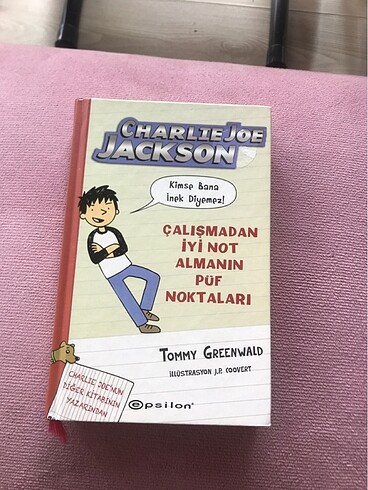 CHARLIE JOE
JACKSON
Kimse Bana
İnek Diyemez!
ÇALIŞMADAN
İYİ NOT
ALMANIN
PÜF
NOKTALARI
TOMMY GREENWALD
İLLÜSTRASYON J.P. COOVERT
CHARLIE JOE'NUN
DİĞER KİTABININ
YAZARINDAN
epsilon